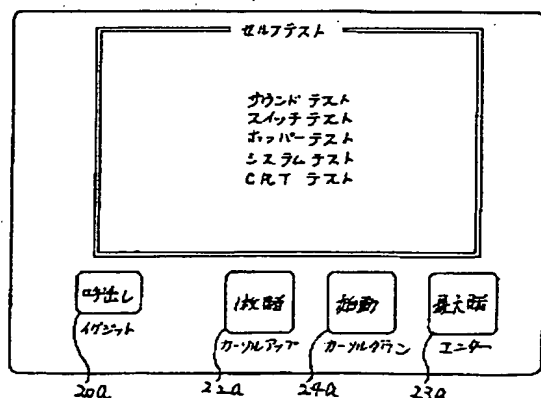 セルフテスト
サウンド テスト
スイッチ テスト
ホッパー テスト
システム テスト
CRT テスト
呼出し 1枚賭 始動 最大賭
イグジット カーソルアップ カーソルダウン エンター
20a 22a 24a 23a